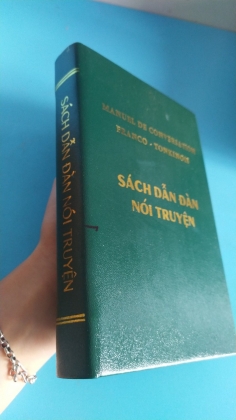 SÁCH DẪN ĐÀN NÓI TRUYỆN
MANUEL DE CONVERSATION
FRANCO - TONKINOIS
SÁCH DẪN ĐÀN
NÓI TRUYỆN